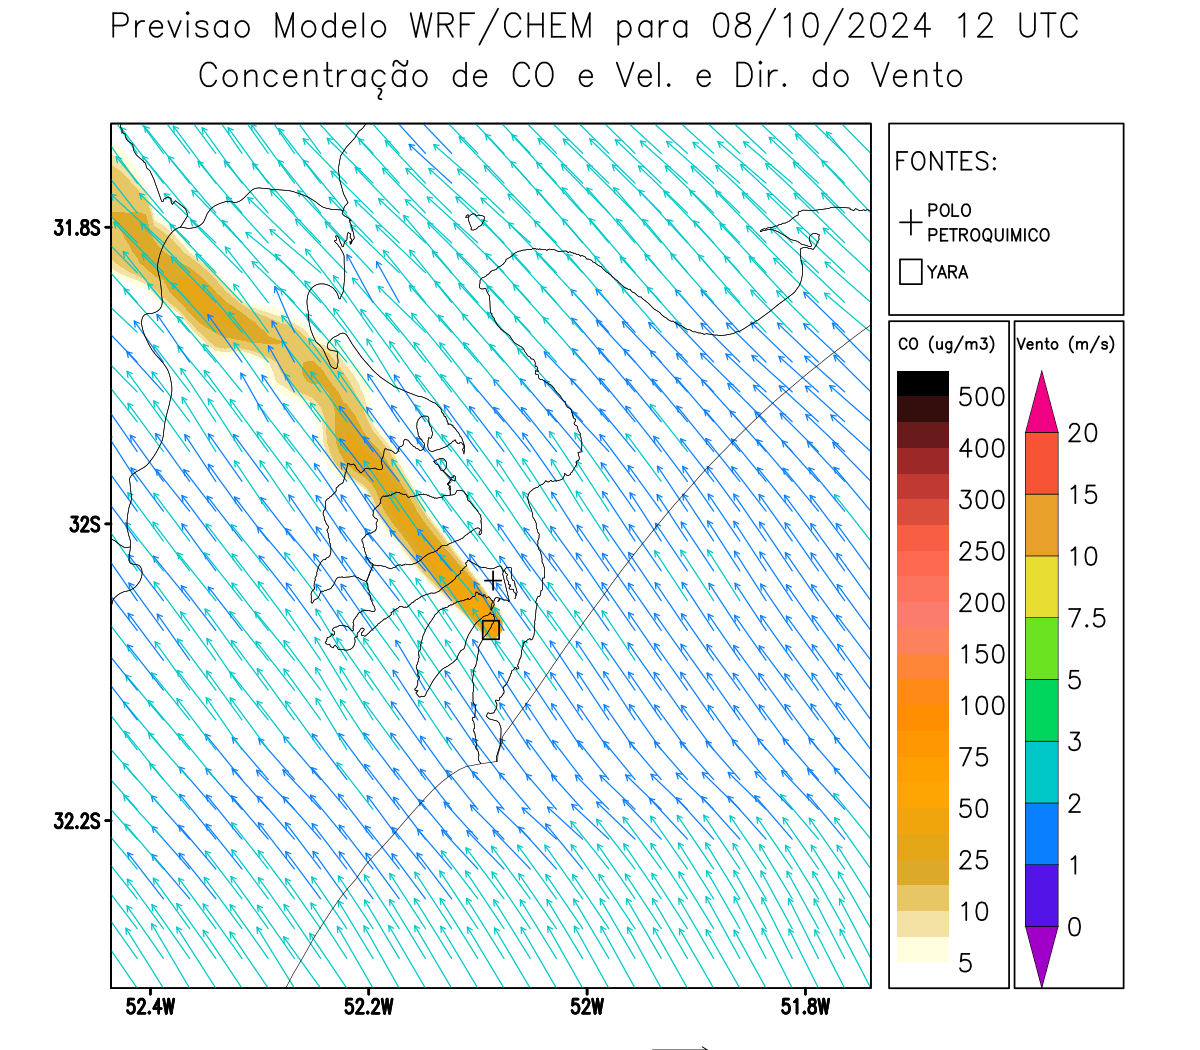 Previsao Modelo WRF/CHEM para 08/10/2024 12 UTC
Concentração de CO e Vel. e Dir. do Vento
FONTES:
POLO
PETROQUIMICO
YARA
CO (ug/m3)
500
400
300
250
200
150
100
75
50
25
10
5
Vento (m/s)
20
15
10
7.5
5
3
2
1
0
31.8S
32S
32.2S
52.4W
52.2W
52W
51.8W